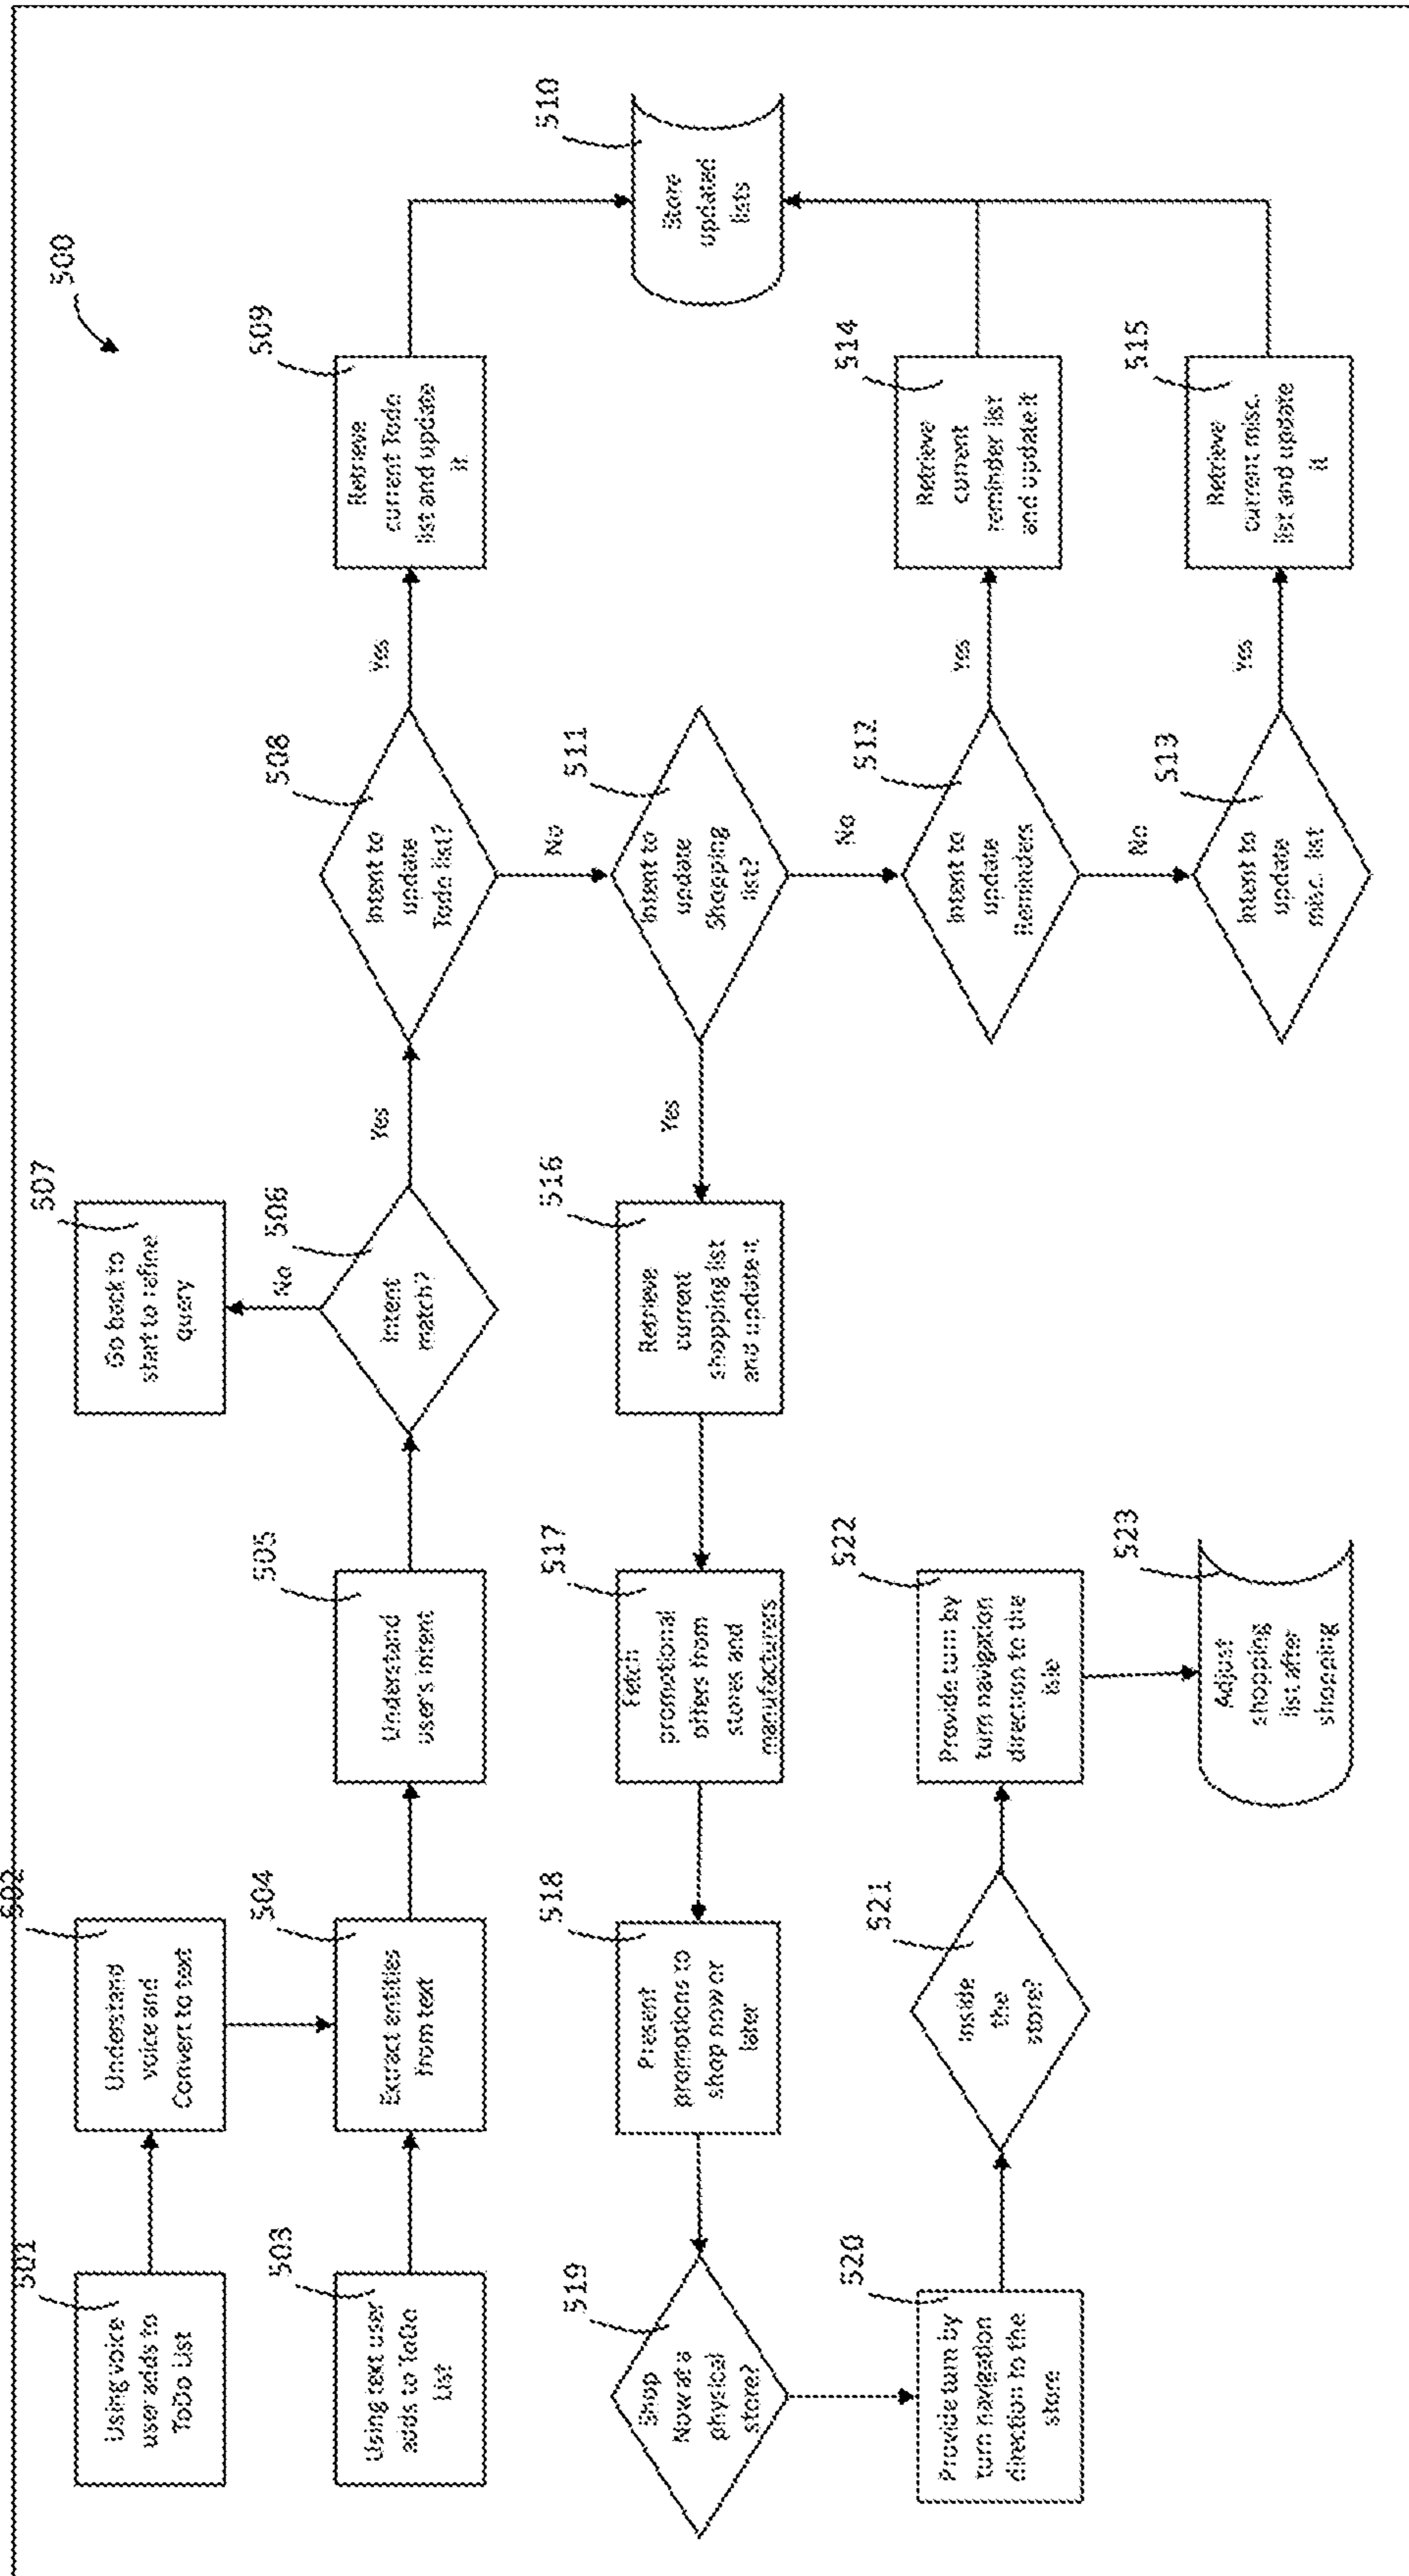 500
501
Using voice
user adds to
ToDo List
502
Understand
voice and
Convert to text
503
Using text user
adds to ToDo
List
504
Extract entities
from text
505
Understand
user's intent
506
Intent
match?
No
507
Go back to
start to refine
query
Yes
508
Intent to
update
Todo list?
Yes
509
Retrieve
current Todo
list and update
it
510
Store
updated
lists
No
511
Intent to
update
Shopping
list?
No
512
Intent to
update
Reminders
Yes
514
Retrieve
current
reminder list
and update it
No
513
Intent to
update
misc. list
Yes
515
Retrieve
current misc.
list and update
it
Yes
516
Retrieve
current
shopping list
and update it
517
Fetch
promotional
offers from
stores and
manufacturers
518
Present
promotions to
shop now or
later
519
Shop
Now at a
physical
store?
520
Provide turn by
turn navigation
direction to the
store
521
Inside
the
store?
522
Provide turn by
turn navigation
direction to the
isle
523
Adjust
shopping
list after
shopping